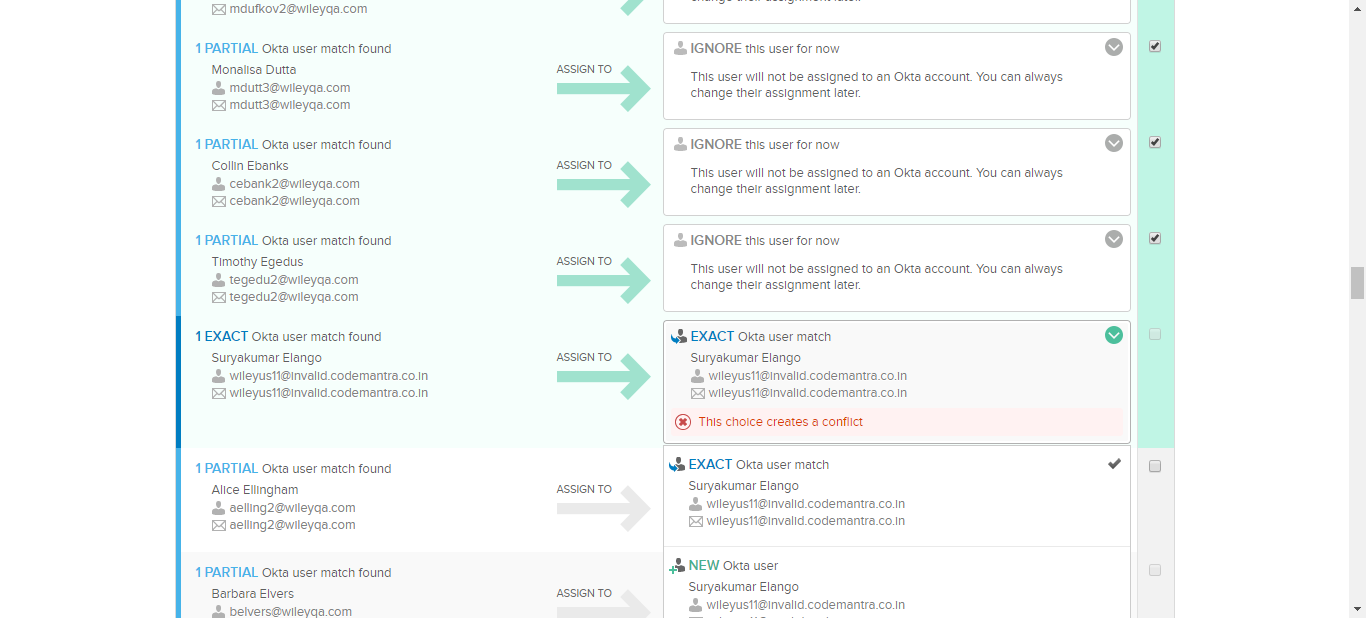 mdufkov2@wileyqa.com
change their assignment later.
1 PARTIAL Okta user match found
Monalisa Dutta
mdutt3@wileyqa.com
mdutt3@wileyqa.com
ASSIGN TO
IGNORE this user for now
This user will not be assigned to an Okta account. You can always
change their assignment later.
1 PARTIAL Okta user match found
Collin Ebanks
cebank2@wileyqa.com
cebank2@wileyqa.com
ASSIGN TO
IGNORE this user for now
This user will not be assigned to an Okta account. You can always
change their assignment later.
1 PARTIAL Okta user match found
Timothy Egedus
tegedu2@wileyqa.com
tegedu2@wileyqa.com
ASSIGN TO
IGNORE this user for now
This user will not be assigned to an Okta account. You can always
change their assignment later.
1 EXACT Okta user match found
Suryakumar Elango
wileyus11@invalid.codemantra.co.in
wileyus11@invalid.codemantra.co.in
ASSIGN TO
EXACT Okta user match
Suryakumar Elango
wileyus11@invalid.codemantra.co.in
wileyus11@invalid.codemantra.co.in
This choice creates a conflict
1 PARTIAL Okta user match found
Alice Ellingham
aelling2@wileyqa.com
aelling2@wileyqa.com
ASSIGN TO
EXACT Okta user match
Suryakumar Elango
wileyus11@invalid.codemantra.co.in
wileyus11@invalid.codemantra.co.in
1 PARTIAL Okta user match found
Barbara Elvers
belvers@wileyqa.com
ASSIGN TO
NEW Okta user
Suryakumar Elango
wileyus11@invalid.codemantra.co.in